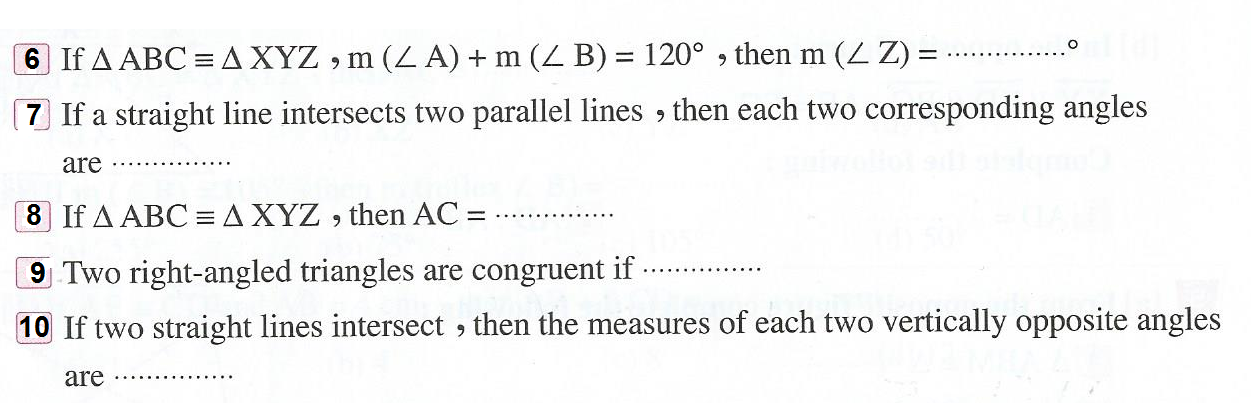 6 If Δ ABC ≡ Δ XYZ , m (∠ A) + m (∠ B) = 120° , then m (∠ Z) = ...............°
7 If a straight line intersects two parallel lines , then each two corresponding angles
are ...............
8 If Δ ABC ≡ Δ XYZ , then AC = ...............
9 Two right-angled triangles are congruent if ...............
10 If two straight lines intersect , then the measures of each two vertically opposite angles
are ...............